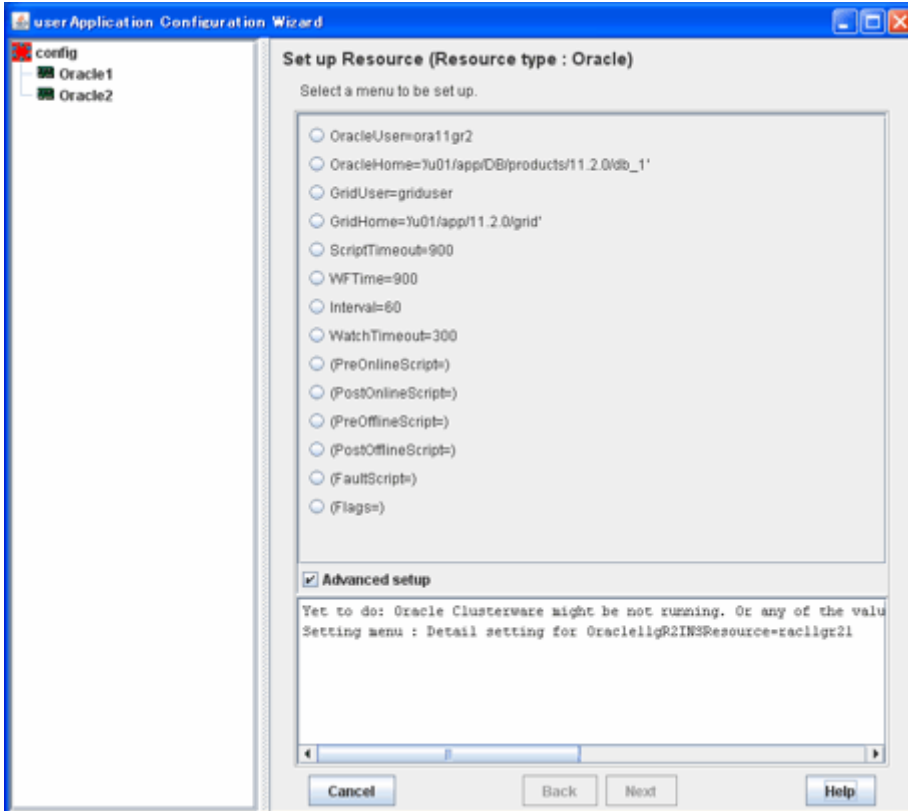 userApplication Configuration Wizard
config
Oracle1
Oracle2
Set up Resource (Resource type : Oracle)
Select a menu to be set up.
OracleUser=ora11gr2
OracleHome='/u01/app/DB/products/11.2.0/db_1'
GridUser=griduser
GridHome='/u01/app/11.2.0/grid'
ScriptTimeout=900
WFTime=900
Interval=60
WatchTimeout=300
(PreOnlineScript=)
(PostOnlineScript=)
(PreOfflineScript=)
(PostOfflineScript=)
(FaultScript=)
(Flags=)
Advanced setup
Yet to do: Oracle Clusterware might be not running. Or any of the valu
Setting menu : Detail setting for Oracle11gR2INSResource=rac11gr21
Cancel
Back
Next
Help